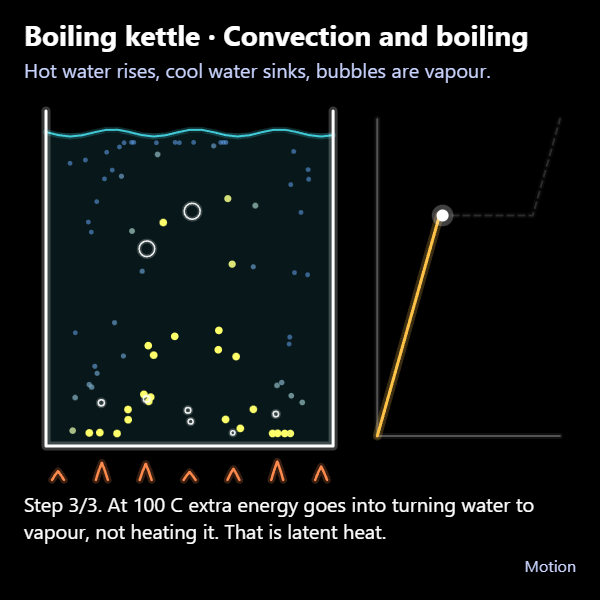 Boiling kettle · Convection and boiling
Hot water rises, cool water sinks, bubbles are vapour.
Step 3/3. At 100 C extra energy goes into turning water to
vapour, not heating it. That is latent heat.
Motion